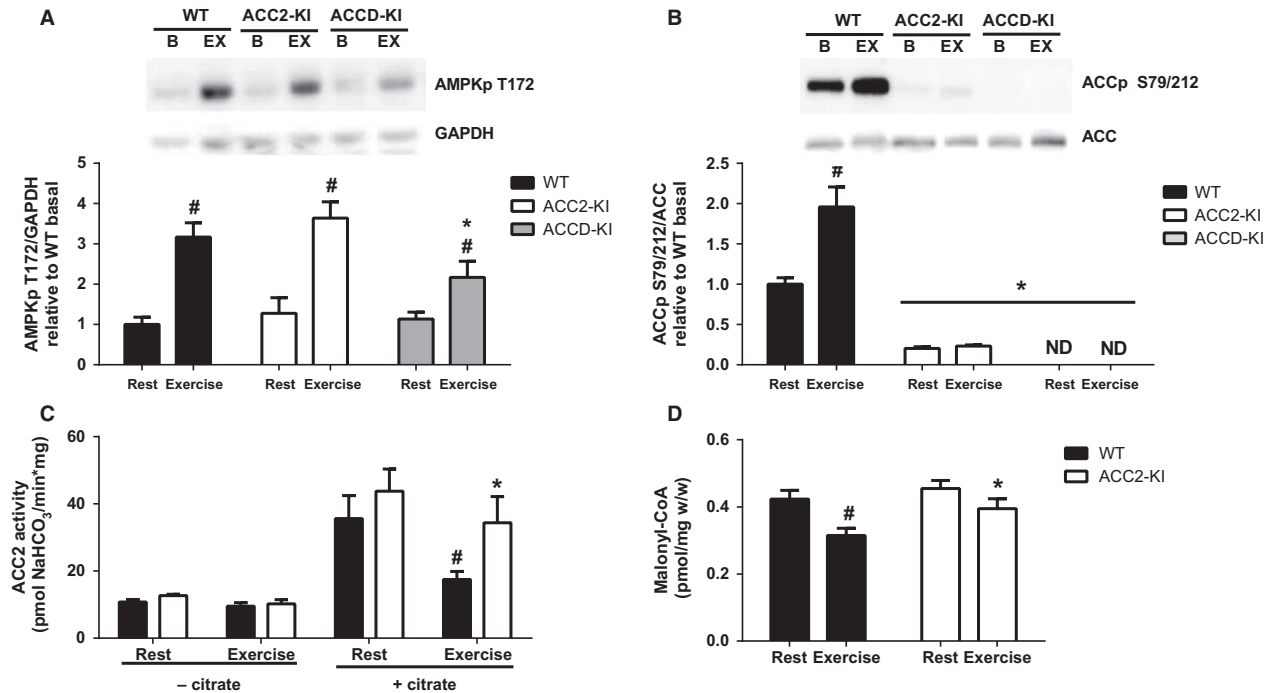 A
WT ACC2-KI ACCD-KI
B EX B EX B EX
AMPKp T172
GAPDH
AMPKp T172/GAPDH
relative to WT basal
5
4
3
2
1
0
#
#
*
#
Rest Exercise Rest Exercise Rest Exercise
WT
ACC2-KI
ACCD-KI
B
WT ACC2-KI ACCD-KI
B EX B EX B EX
ACCp S79/212
ACC
ACCp S79/212/ACC
relative to WT basal
2.5
2.0
1.5
1.0
0.5
0.0
#
*
ND ND
Rest Exercise Rest Exercise Rest Exercise
WT
ACC2-KI
ACCD-KI
C
ACC2 activity
(pmol NaHCO3/min*mg)
60
40
20
0
#
*
Rest Exercise Rest Exercise
– citrate + citrate
D
Malonyl-CoA
(pmol/mg w/w)
0.6
0.4
0.2
0.0
#
*
Rest Exercise Rest Exercise
WT
ACC2-KI